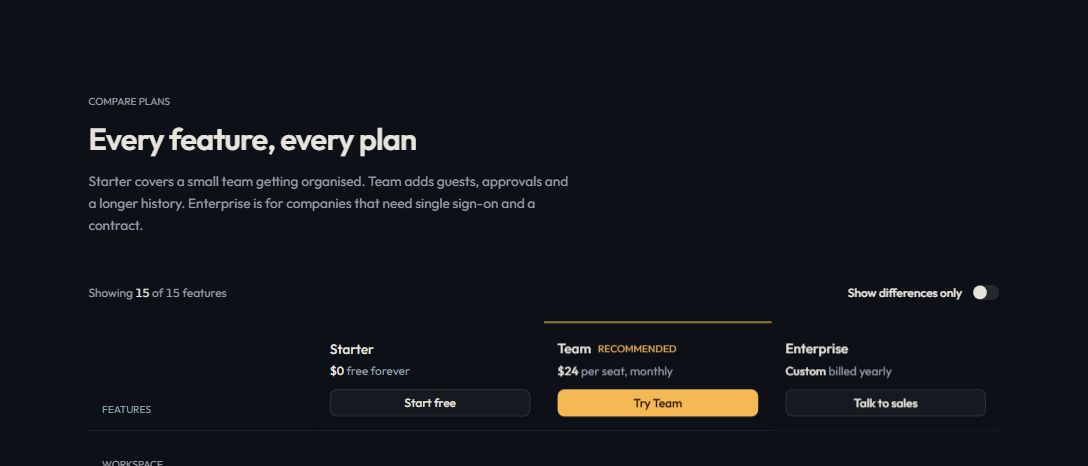 COMPARE PLANS
Every feature, every plan
Starter covers a small team getting organised. Team adds guests, approvals and
a longer history. Enterprise is for companies that need single sign-on and a
contract.
Showing 15 of 15 features
Show differences only
Starter
$0 free forever
Start free
Team RECOMMENDED
$24 per seat, monthly
Try Team
Enterprise
Custom billed yearly
Talk to sales
FEATURES
WORKSPACE